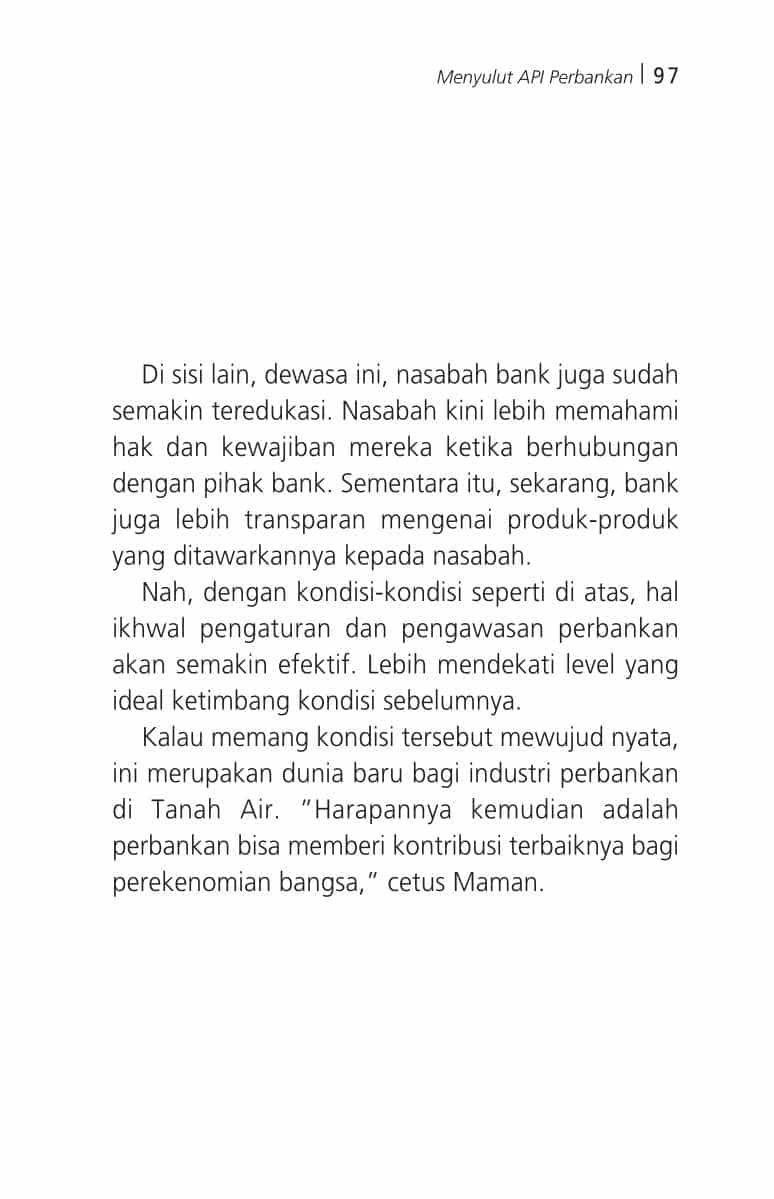 Menyulut API Perbankan | 97
Di sisi lain, dewasa ini, nasabah bank juga sudah
semakin teredukasi. Nasabah kini lebih memahami
hak dan kewajiban mereka ketika berhubungan
dengan pihak bank. Sementara itu, sekarang, bank
juga lebih transparan mengenai produk-produk
yang ditawarkannya kepada nasabah.
Nah, dengan kondisi-kondisi seperti di atas, hal
ikhwal pengaturan dan pengawasan perbankan
akan semakin efektif. Lebih mendekati level yang
ideal ketimbang kondisi sebelumnya.
Kalau memang kondisi tersebut mewujud nyata,
ini merupakan dunia baru bagi industri perbankan
di Tanah Air. “Harapannya kemudian adalah
perbankan bisa memberi kontribusi terbaiknya bagi
perekenomian bangsa,” cetus Maman.